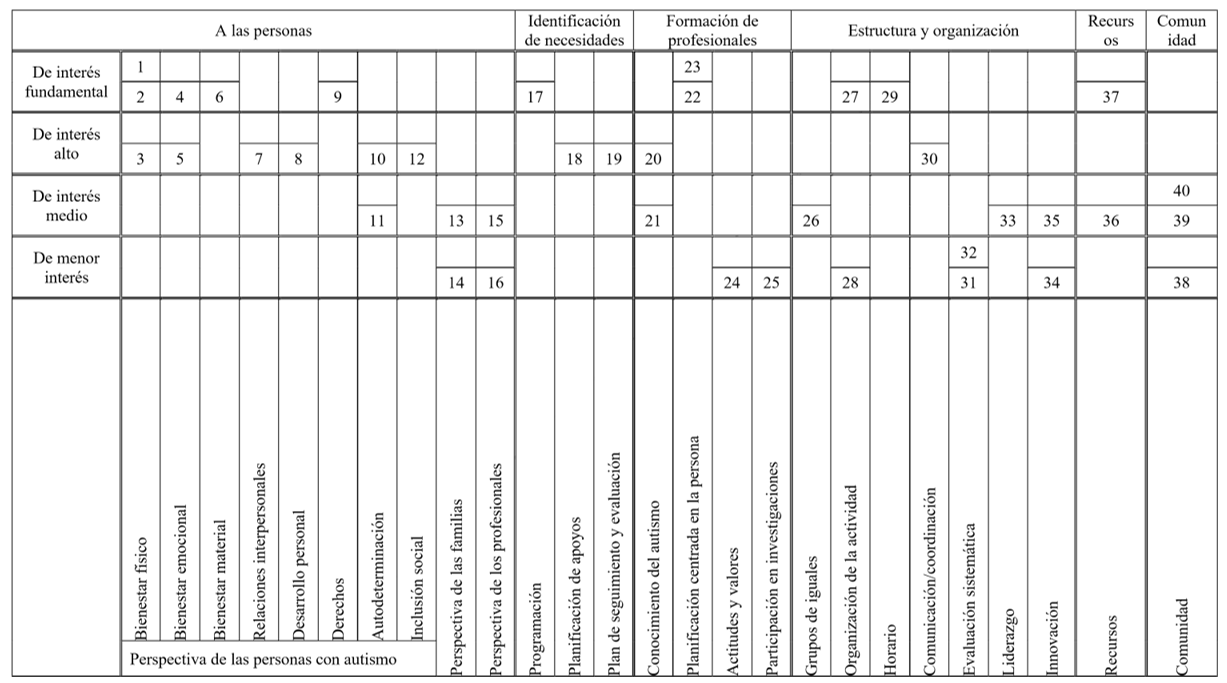 A las personas
Identificación
de necesidades
Formación de
profesionales
Estructura y organización
Recurs
os
Comun
idad
De interés
fundamental
1 23
2 4 6 9 17 22 27 29 37
De interés
alto
3 5 7 8 10 12 18 19 20 30
De interés
medio
40
11 13 15 21 26 33 35 36 39
De menor
interés
32
14 16 24 25 28 31 34 38
Bienestar físico
Bienestar emocional
Bienestar material
Relaciones interpersonales
Desarrollo personal
Derechos
Autodeterminación
Inclusión social
Perspectiva de las familias
Perspectiva de los profesionales
Programación
Planificación de apoyos
Plan de seguimiento y evaluación
Conocimiento del autismo
Planificación centrada en la persona
Actitudes y valores
Participación en investigaciones
Grupos de iguales
Organización de la actividad
Horario
Comunicación/coordinación
Evaluación sistemática
Liderazgo
Innovación
Recursos
Comunidad
Perspectiva de las personas con autismo